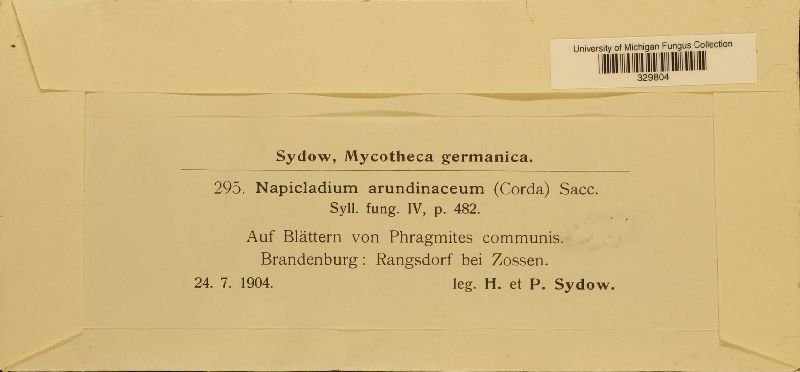 University of Michigan Fungus Collection
329804
Sydow, Mycotheca germanica.
295. Napicladium arundinaceum (Corda) Sacc.
Syll. fung. IV, p. 482.
Auf Blättern von Phragmites communis.
Brandenburg: Rangsdorf bei Zossen.
24. 7. 1904. leg. H. et P. Sydow.